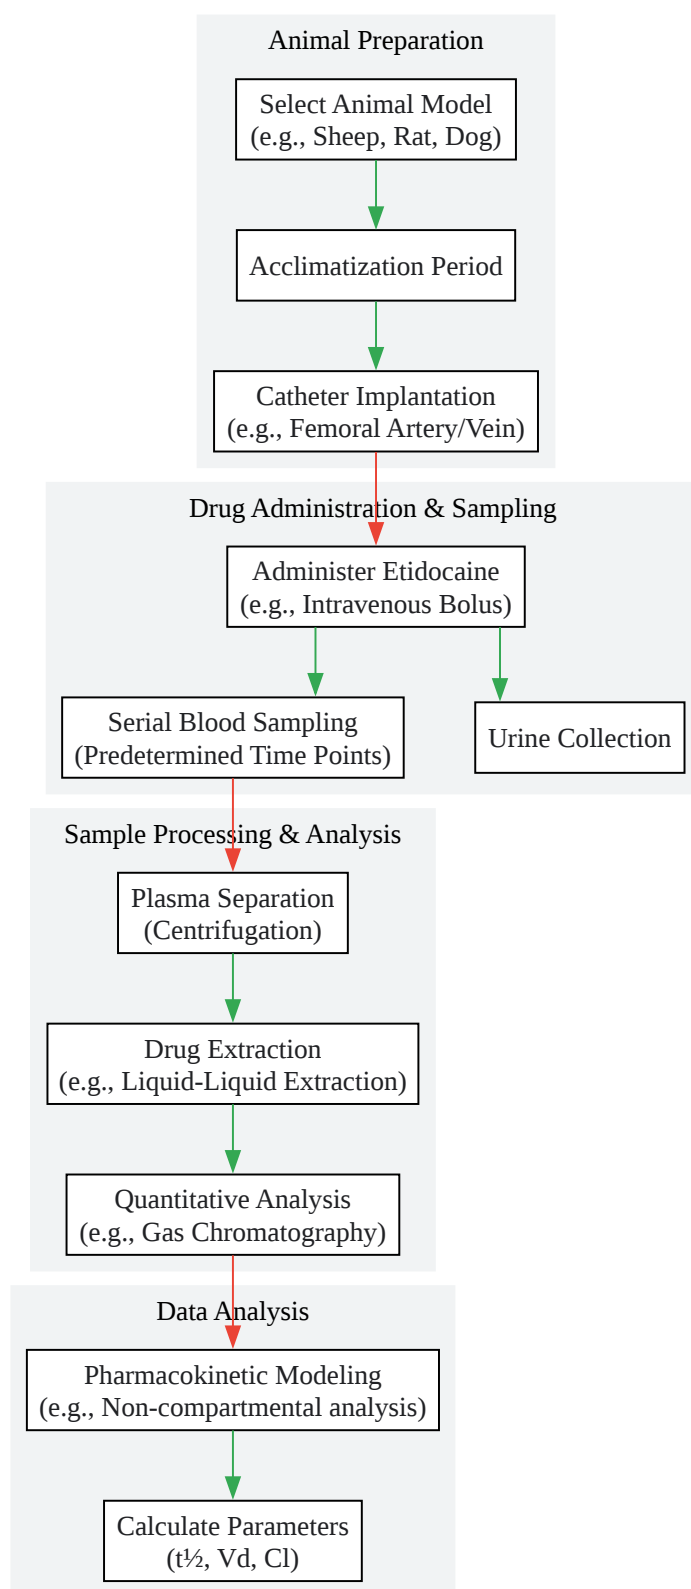 Animal Preparation
Select Animal Model
(e.g., Sheep, Rat, Dog)
Acclimatization Period
Catheter Implantation
(e.g., Femoral Artery/Vein)
Drug Administration & Sampling
Administer Etidocaine
(e.g., Intravenous Bolus)
Serial Blood Sampling
(Predetermined Time Points)
Urine Collection
Sample Processing & Analysis
Plasma Separation
(Centrifugation)
Drug Extraction
(e.g., Liquid-Liquid Extraction)
Quantitative Analysis
(e.g., Gas Chromatography)
Data Analysis
Pharmacokinetic Modeling
(e.g., Non-compartmental analysis)
Calculate Parameters
(t½, Vd, Cl)